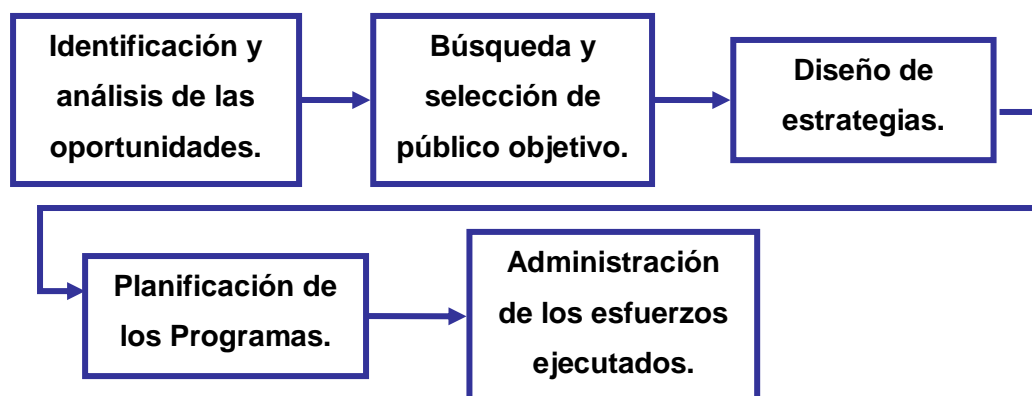 Identificación y
análisis de las
oportunidades.
Búsqueda y
selección de
público objetivo.
Diseño de
estrategias.
Planificación de
los Programas.
Administración
de los esfuerzos
ejecutados.